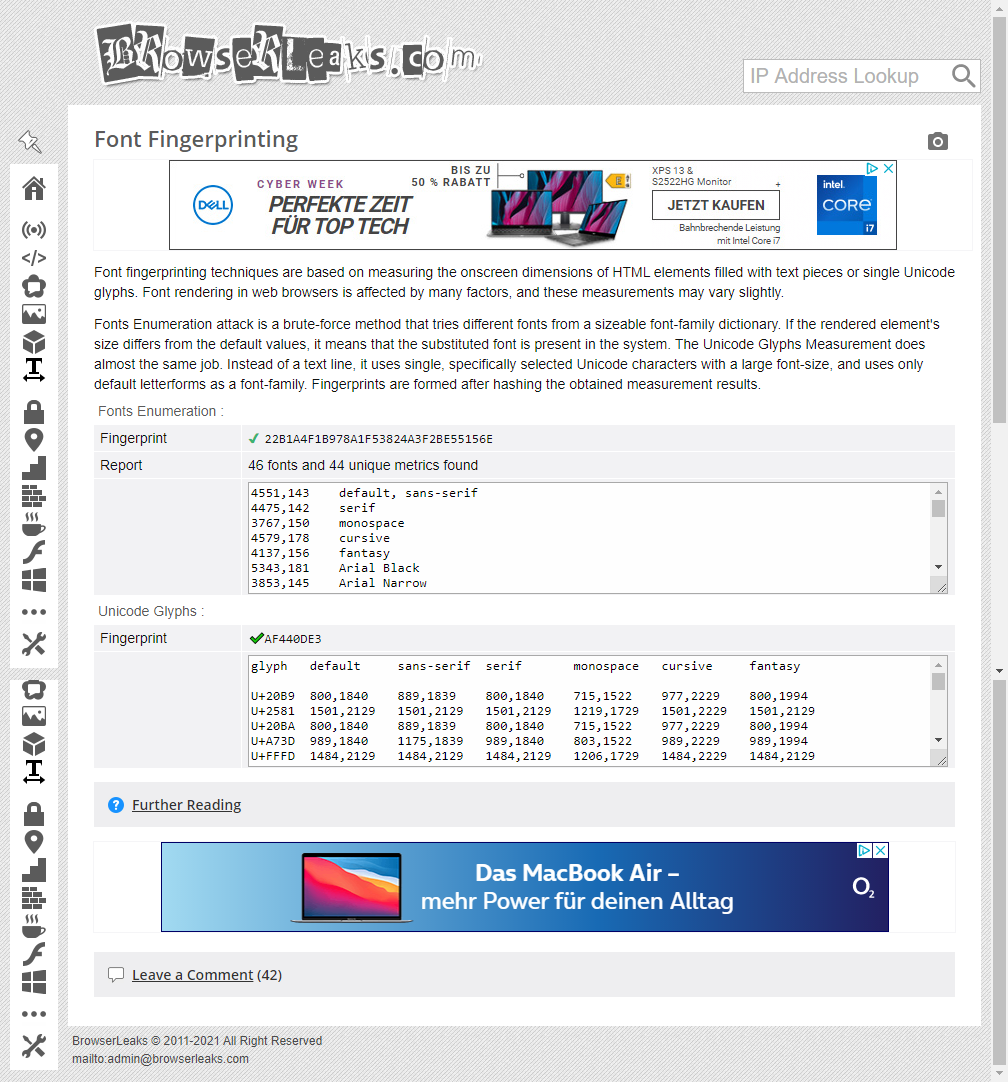 BROwseRLeaks.com
IP Address Lookup
Font Fingerprinting
DELL
CYBER WEEK
PERFEKTE ZEIT
FÜR TOP TECH
BIS ZU
50 % RABATT
E
XPS 13 &
S2522HG Monitor
JETZT KAUFEN
Bahnbrechende Leistung
mit Intel Core i7
intel.
CORE
i7
Font fingerprinting techniques are based on measuring the onscreen dimensions of HTML elements filled with text pieces or single Unicode
glyphs. Font rendering in web browsers is affected by many factors, and these measurements may vary slightly.
Fonts Enumeration attack is a brute-force method that tries different fonts from a sizeable font-family dictionary. If the rendered element's
size differs from the default values, it means that the substituted font is present in the system. The Unicode Glyphs Measurement does
almost the same job. Instead of a text line, it uses single, specifically selected Unicode characters with a large font-size, and uses only
default letterforms as a font-family. Fingerprints are formed after hashing the obtained measurement results.
Fonts Enumeration :
Fingerprint ✔ 22B1A4F1B978A1F53824A3F2BE55156E
Report 46 fonts and 44 unique metrics found
4551,143 default, sans-serif
4475,142 serif
3767,150 monospace
4579,178 cursive
4137,156 fantasy
5343,181 Arial Black
3853,145 Arial Narrow
Unicode Glyphs :
Fingerprint ✔AF440DE3
glyph default sans-serif serif monospace cursive fantasy
U+20B9 800,1840 889,1839 800,1840 715,1522 977,2229 800,1994
U+2581 1501,2129 1501,2129 1501,2129 1219,1729 1501,2229 1501,2129
U+20BA 800,1840 889,1839 800,1840 715,1522 977,2229 800,1994
U+A73D 989,1840 1175,1839 989,1840 803,1522 989,2229 989,1994
U+FFFD 1484,2129 1484,2129 1484,2129 1206,1729 1484,2229 1484,2129
? Further Reading
Das MacBook Air –
mehr Power für deinen Alltag
O2
Leave a Comment (42)
BrowserLeaks © 2011-2021 All Right Reserved
mailto:admin@browserleaks.com